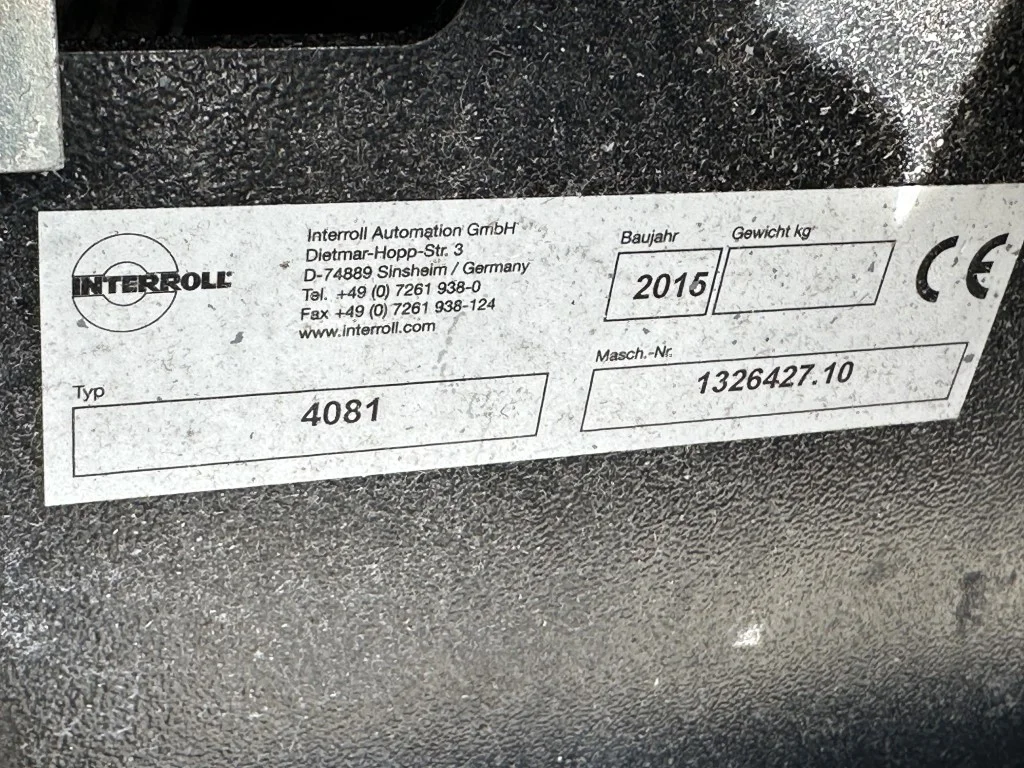 INTERROLL
Interroll Automation GmbH
Dietmar-Hopp-Str. 3
D-74889 Sinsheim / Germany
Tel. +49 (0) 7261 938-0
Fax +49 (0) 7261 938-124
www.interroll.com
Baujahr
2015
Gewicht kg
CE
Typ
4081
Masch.-Nr.
1326427.10